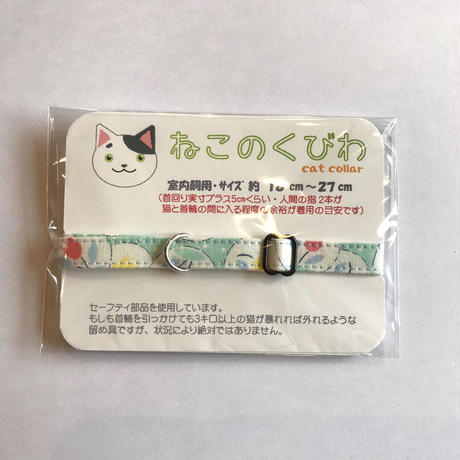 ねこのくびわ
cat collar
室内飼用・サイズ 約 18 cm～27 cm
(首回り実寸プラス5cmくらい・人間の指2本が
猫と首輪の間に入る程度の余裕が着用の目安です)
セーフティ部品を使用しています。
もしも首輪を引っかけても3キロ以上の猫が暴れれば外れるような
留め具ですが、状況により絶対ではありません。